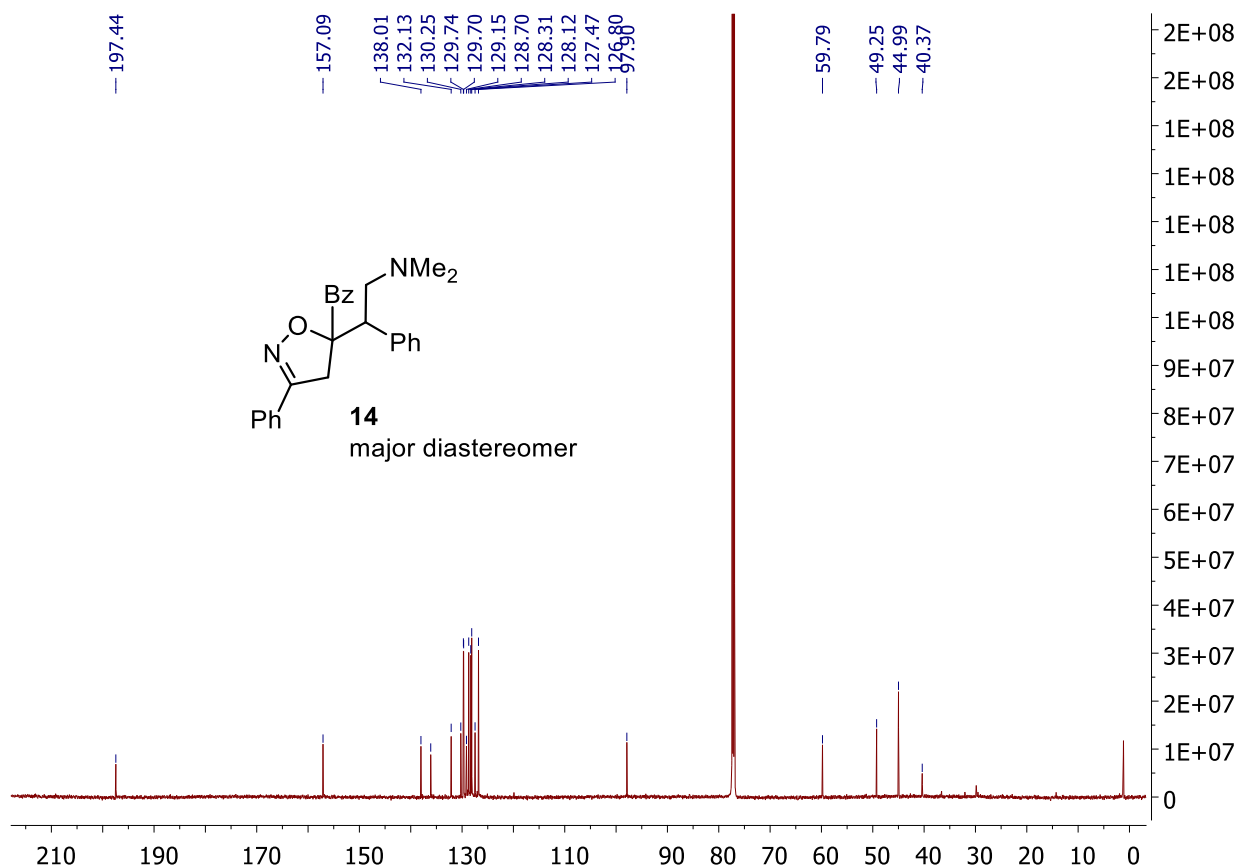 197.44
157.09
138.01
132.13
130.25
129.74
129.70
129.15
128.70
128.31
128.12
127.47
126.80
97.90
59.79
49.25
44.99
40.37
2E+08
2E+08
1E+08
1E+08
1E+08
1E+08
1E+08
9E+07
8E+07
7E+07
6E+07
5E+07
4E+07
3E+07
2E+07
1E+07
0
NMe2
Bz
O
N
Ph
Ph
14
major diastereomer
210 190 170 150 130 110 90 80 70 60 50 40 30 20 10 0